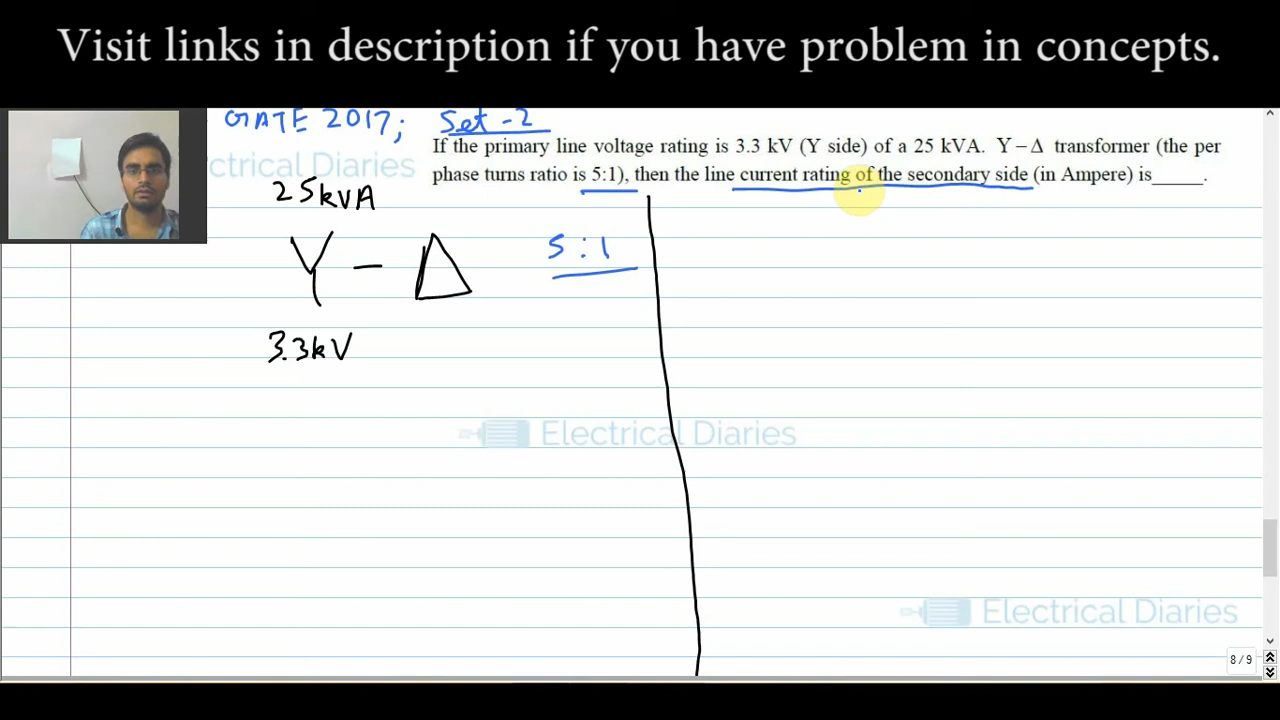 Visit links in description if you have problem in concepts.
GATE 2017; Set -2
If the primary line voltage rating is 3.3 kV (Y side) of a 25 kVA. Y – Δ transformer (the per
phase turns ratio is 5:1), then the line current rating of the secondary side (in Ampere) is_____.
ctrical Diaries
25kVA
Y – Δ
5 : 1
3.3kV
Electrical Diaries
Electrical Diaries
8 / 9